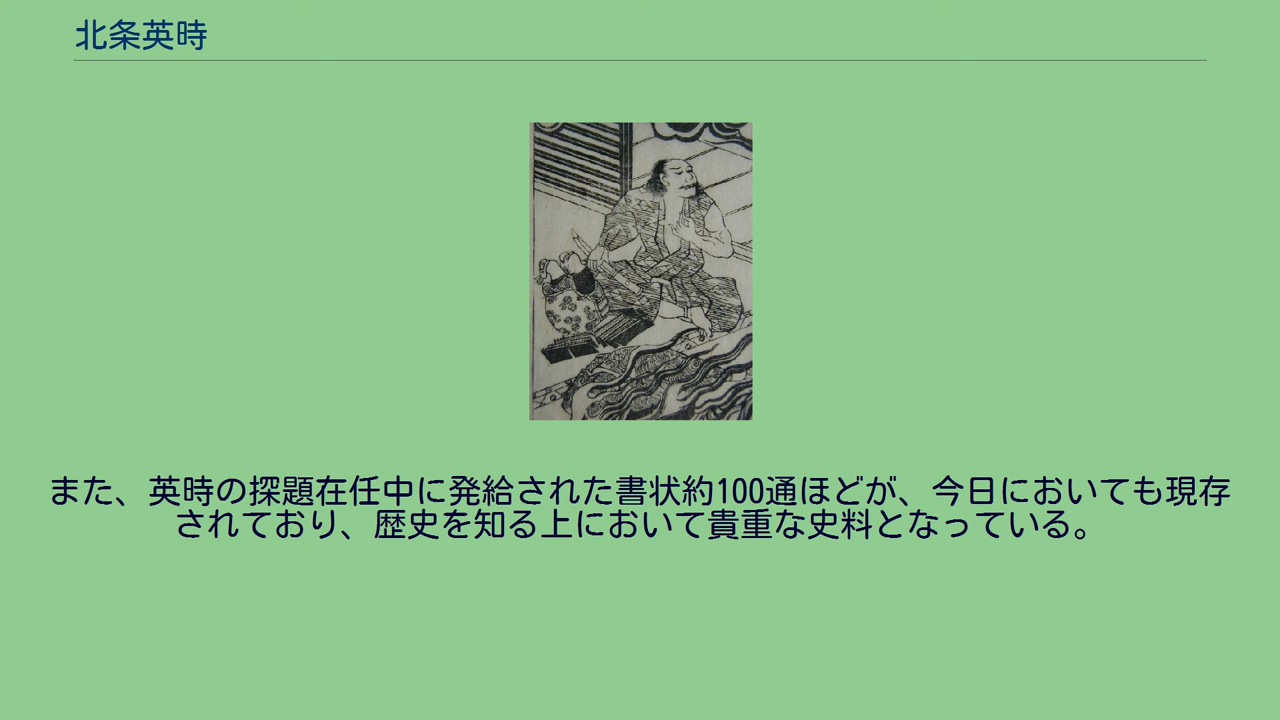 北条英時
また、英時の探題在任中に発給された書状約100通ほどが、今日においても現存
されており、歴史を知る上において貴重な史料となっている。